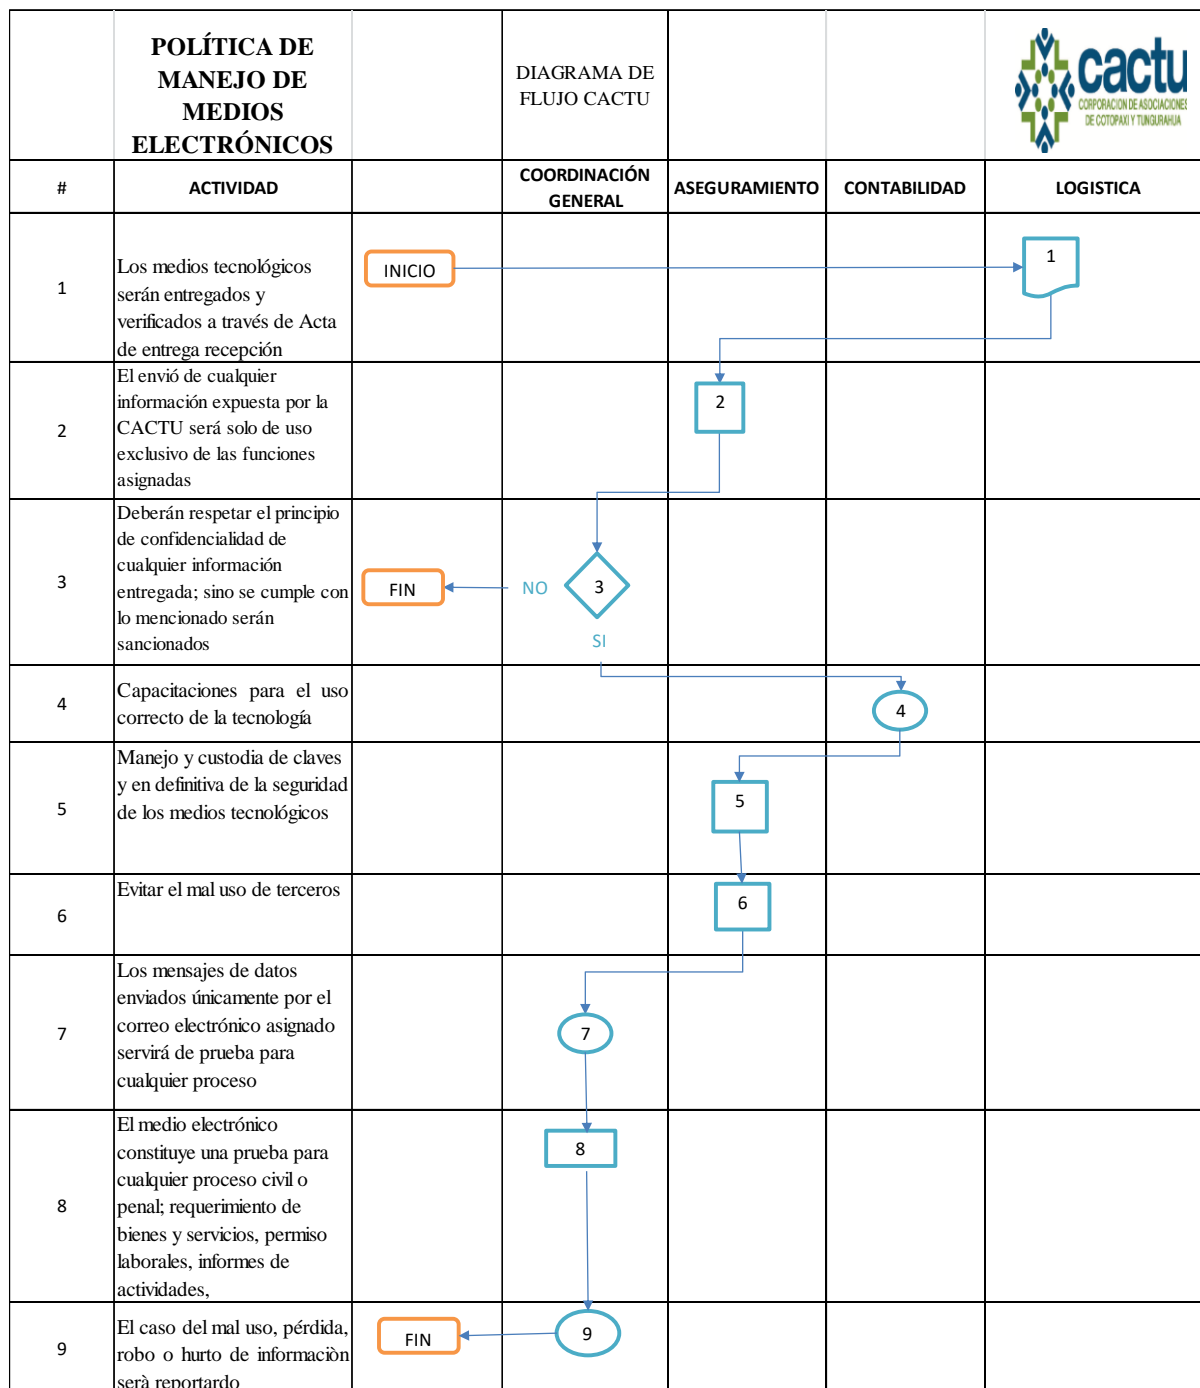 POLÍTICA DE
MANEJO DE
MEDIOS
ELECTRÓNICOS
DIAGRAMA DE
FLUJO CACTU
cactu
CORPORACION DE ASOCIACIONES
DE COTOPAXI Y TUNGURAHUA
#
ACTIVIDAD
COORDINACIÓN
GENERAL
ASEGURAMIENTO
CONTABILIDAD
LOGISTICA
1
Los medios tecnológicos
serán entregados y
verificados a través de Acta
de entrega recepción
INICIO
1
2
El envió de cualquier
información expuesta por la
CACTU será solo de uso
exclusivo de las funciones
asignadas
2
3
Deberán respetar el principio
de confidencialidad de
cualquier información
entregada; sino se cumple con
lo mencionado serán
sancionados
FIN
NO
3
SI
4
Capacitaciones para el uso
correcto de la tecnología
4
5
Manejo y custodia de claves
y en definitiva de la seguridad
de los medios tecnológicos
5
6
Evitar el mal uso de terceros
6
7
Los mensajes de datos
enviados únicamente por el
correo electrónico asignado
servirá de prueba para
cualquier proceso
7
8
El medio electrónico
constituye una prueba para
cualquier proceso civil o
penal; requerimiento de
bienes y servicios, permiso
laborales, informes de
actividades,
8
9
El caso del mal uso, pérdida,
robo o hurto de informaciòn
serà reportardo
FIN
9